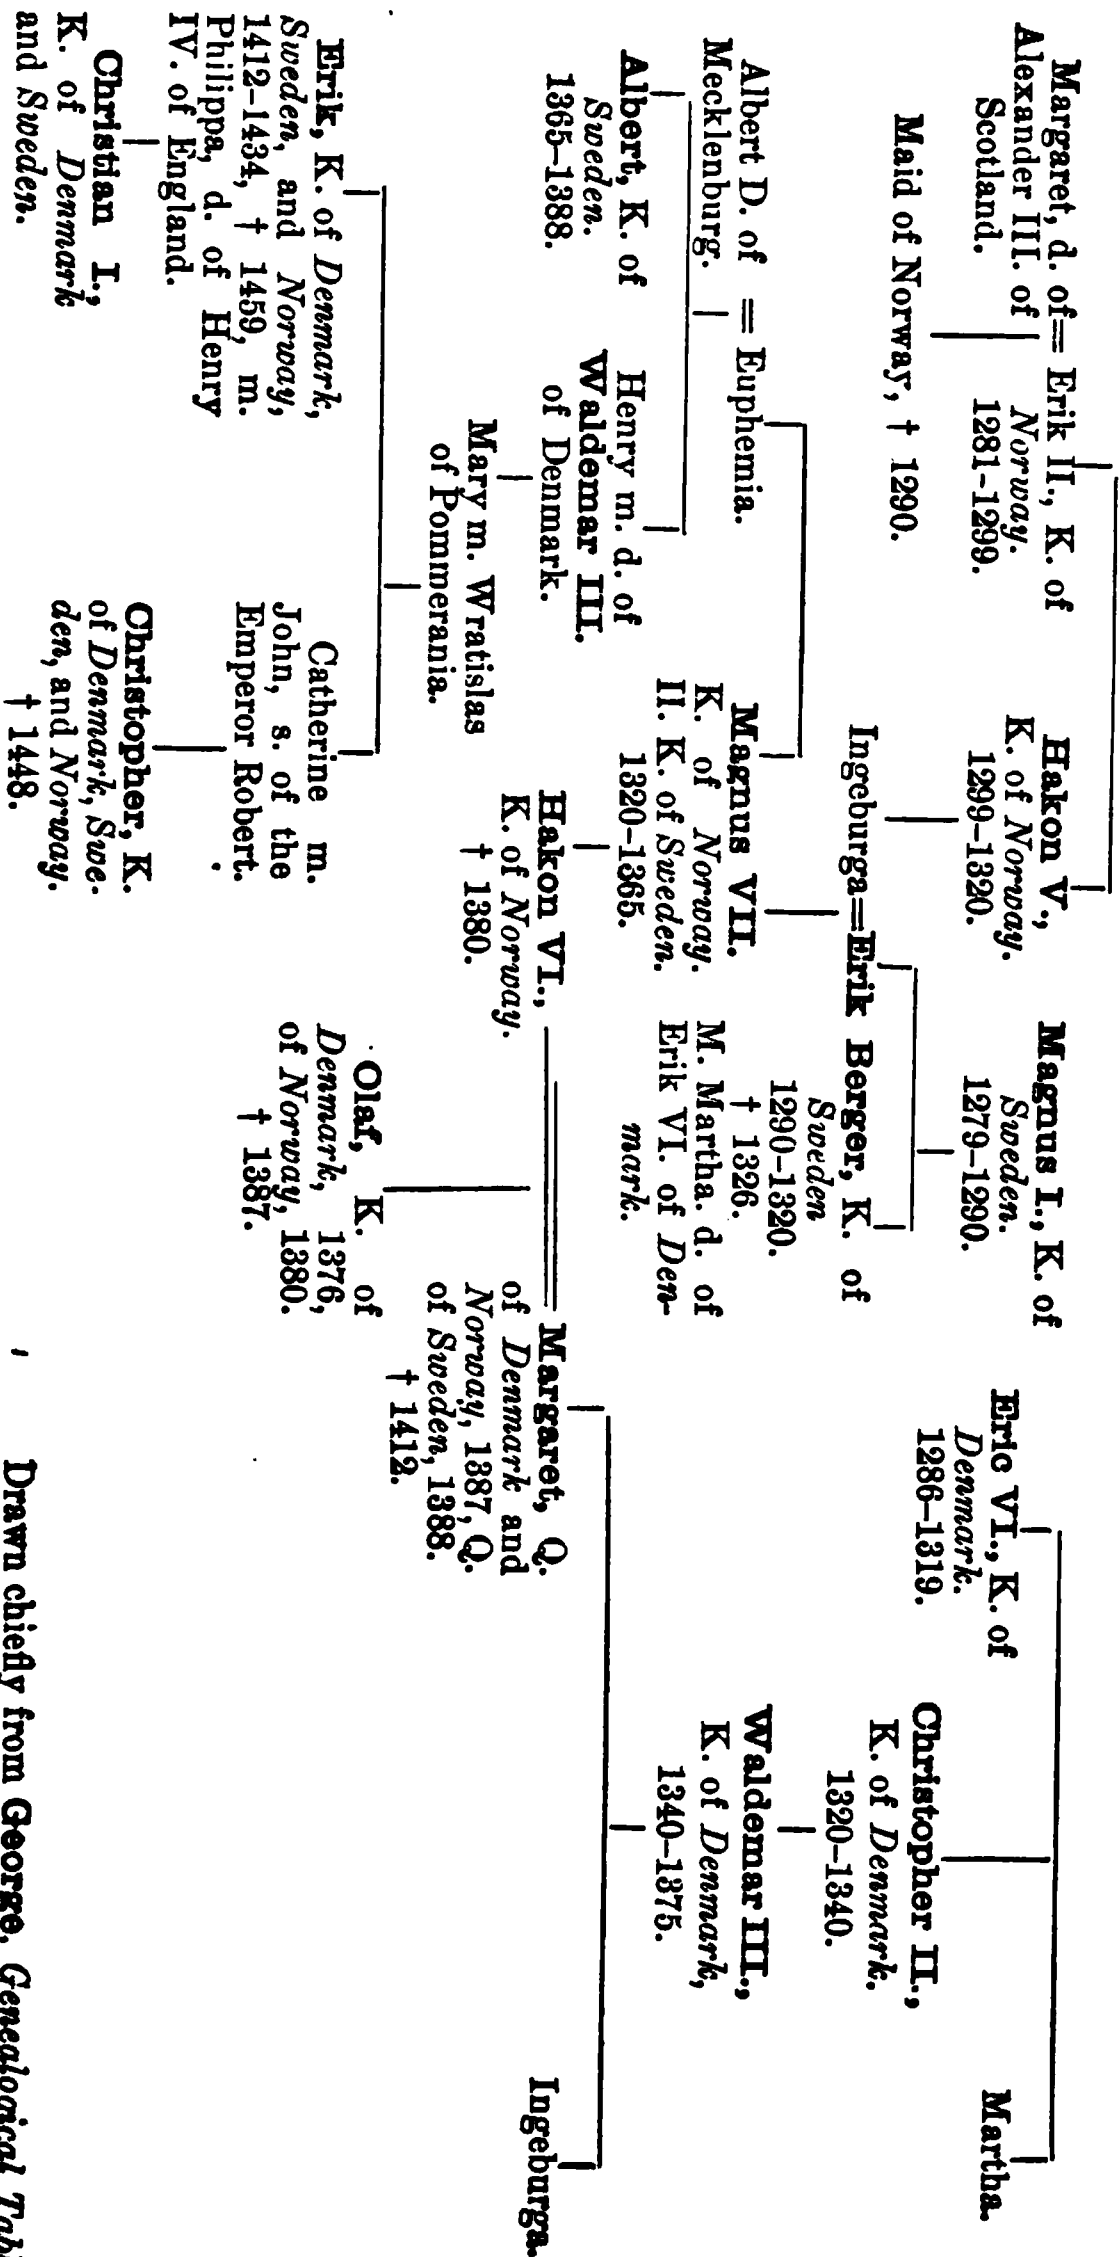 Margaret, d. of = Erik II., K. of
Alexander III. of
Scotland.
Norway.
1281-1299.
Maid of Norway, † 1290.
Hakon V.,
K. of Norway.
1299-1320.
Magnus I., K. of
Sweden.
1279-1290.
Eric VI., K. of
Denmark.
1286-1319.
Christopher II.,
K. of Denmark.
1320-1340.
Martha.
Ingeburga=Erik Berger, K. of
Sweden
1290-1320.
† 1326.
M. Martha. d. of
Erik VI. of Den-
mark.
Albert D. of = Euphemia.
Mecklenburg.
Magnus VII.
K. of Norway.
II. K. of Sweden.
1320-1365.
Waldemar III.,
K. of Denmark,
1340-1375.
Albert, K. of
Sweden.
1365-1388.
Henry m. d. of
Waldemar III.
of Denmark.
Hakon VI.,
K. of Norway.
† 1380.
Margaret, Q.
of Denmark and
Norway, 1387, Q.
of Sweden, 1388.
† 1412.
Ingeburga.
Mary m. Wratislas
of Pommerania.
Olaf, K. of
Denmark, 1376,
of Norway, 1380.
† 1387.
Erik, K. of Denmark,
Sweden, and Norway,
1412-1434, † 1459, m.
Philippa, d. of Henry
IV. of England.
Catherine m.
John, s. of the
Emperor Robert.
Christian I.,
K. of Denmark
and Sweden.
Christopher, K.
of Denmark, Swe-
den, and Norway.
† 1448.
Drawn chiefly from George, Genealogical Tab